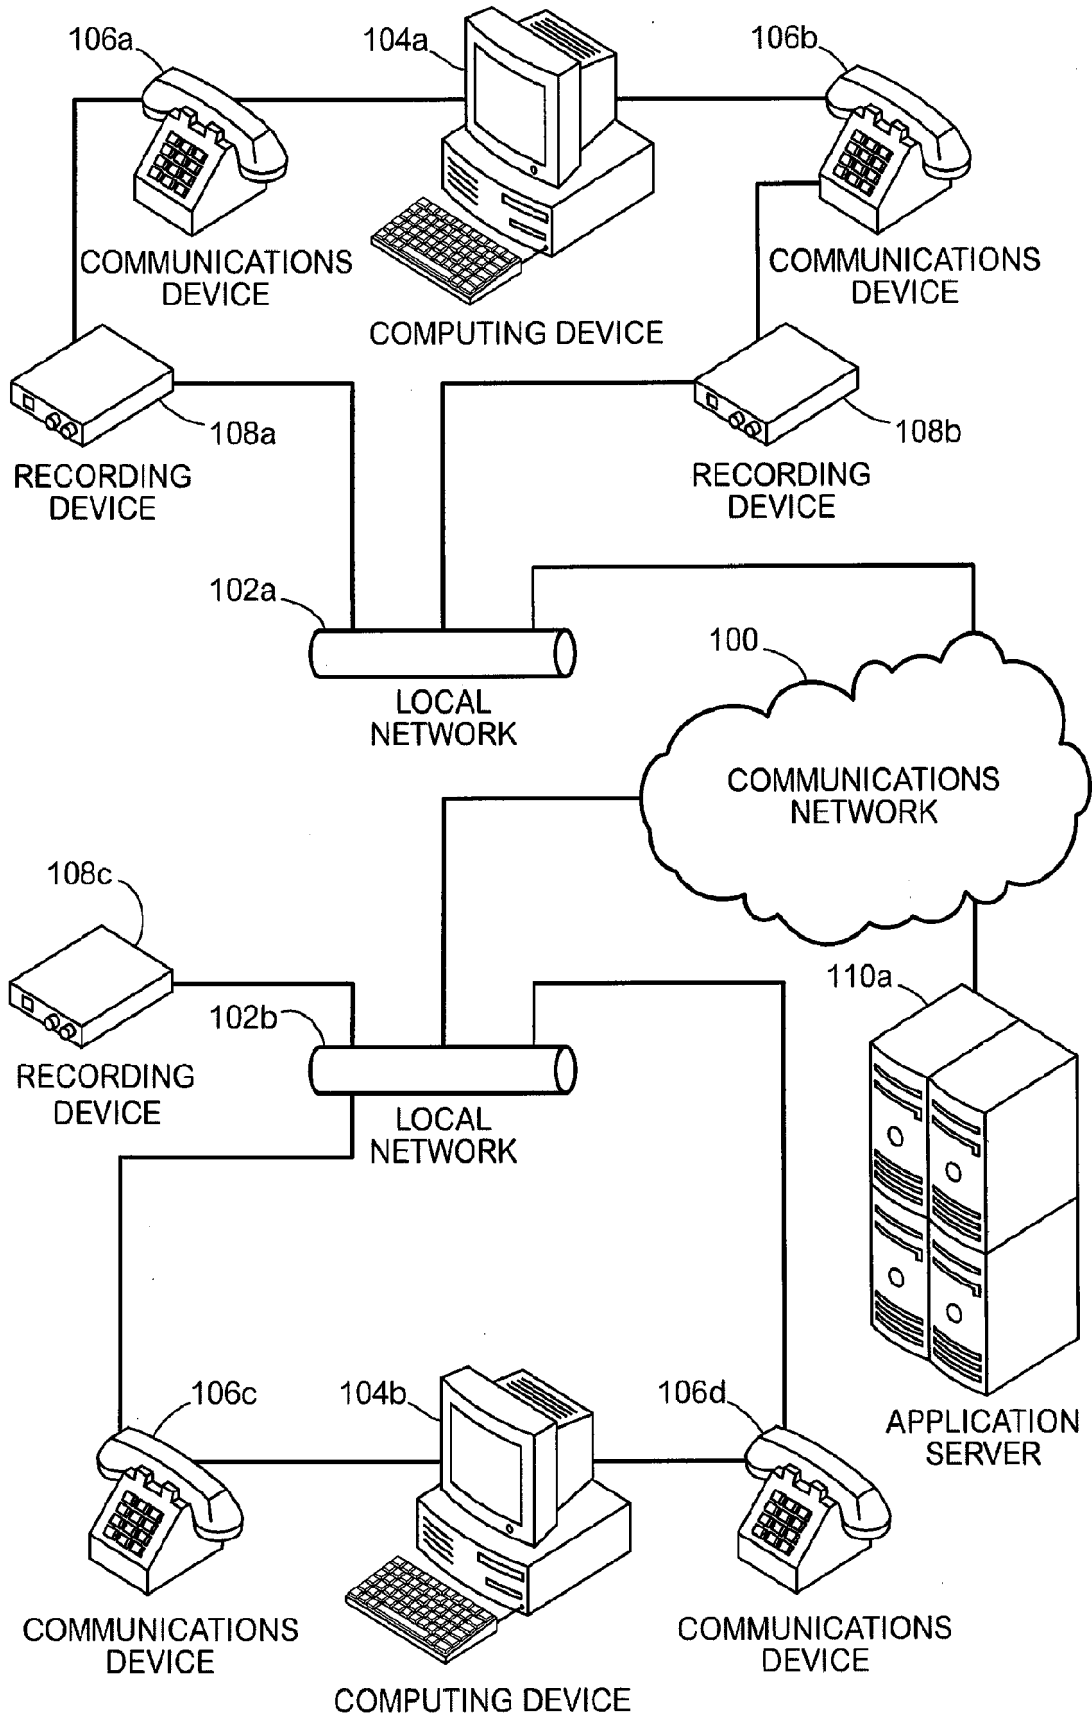 106a
104a
106b
COMMUNICATIONS
DEVICE
COMPUTING DEVICE
COMMUNICATIONS
DEVICE
108a
RECORDING
DEVICE
108b
RECORDING
DEVICE
102a
LOCAL
NETWORK
100
COMMUNICATIONS
NETWORK
108c
RECORDING
DEVICE
102b
LOCAL
NETWORK
110a
APPLICATION
SERVER
106c
104b
106d
COMMUNICATIONS
DEVICE
COMPUTING DEVICE
COMMUNICATIONS
DEVICE